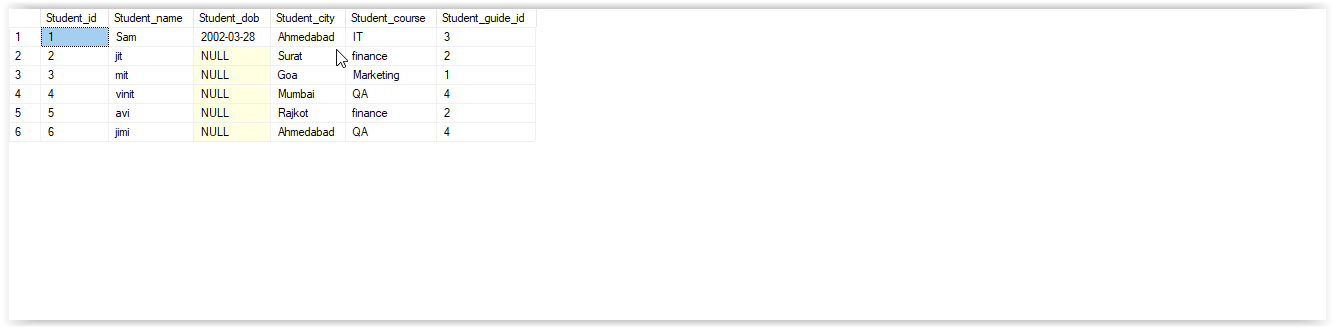 Student_id Student_name Student_dob Student_city Student_course Student_guide_id
1 1 Sam 2002-03-28 Ahmedabad IT 3
2 2 jit NULL Surat finance 2
3 3 mit NULL Goa Marketing 1
4 4 vinit NULL Mumbai QA 4
5 5 avi NULL Rajkot finance 2
6 6 jimi NULL Ahmedabad QA 4